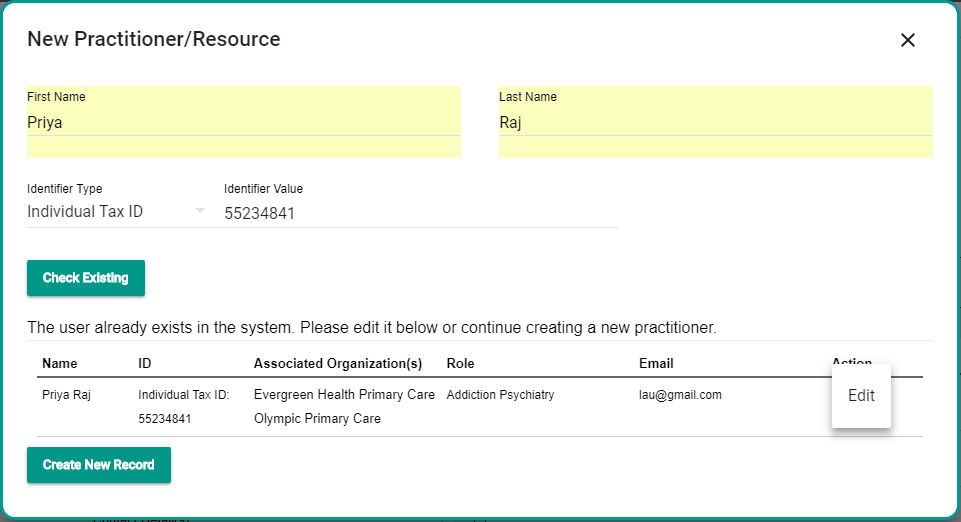 New Practitioner/Resource
First Name
Last Name
Priya
Raj
Identifier Type
Identifier Value
Individual Tax ID
55234841
Check Existing
The user already exists in the system. Please edit it below or continue creating a new practitioner.
Name ID Associated Organization(s) Role Email Action
Priya Raj Individual Tax ID: Evergreen Health Primary Care Addiction Psychiatry lau@gmail.com Edit
55234841 Olympic Primary Care
Create New Record